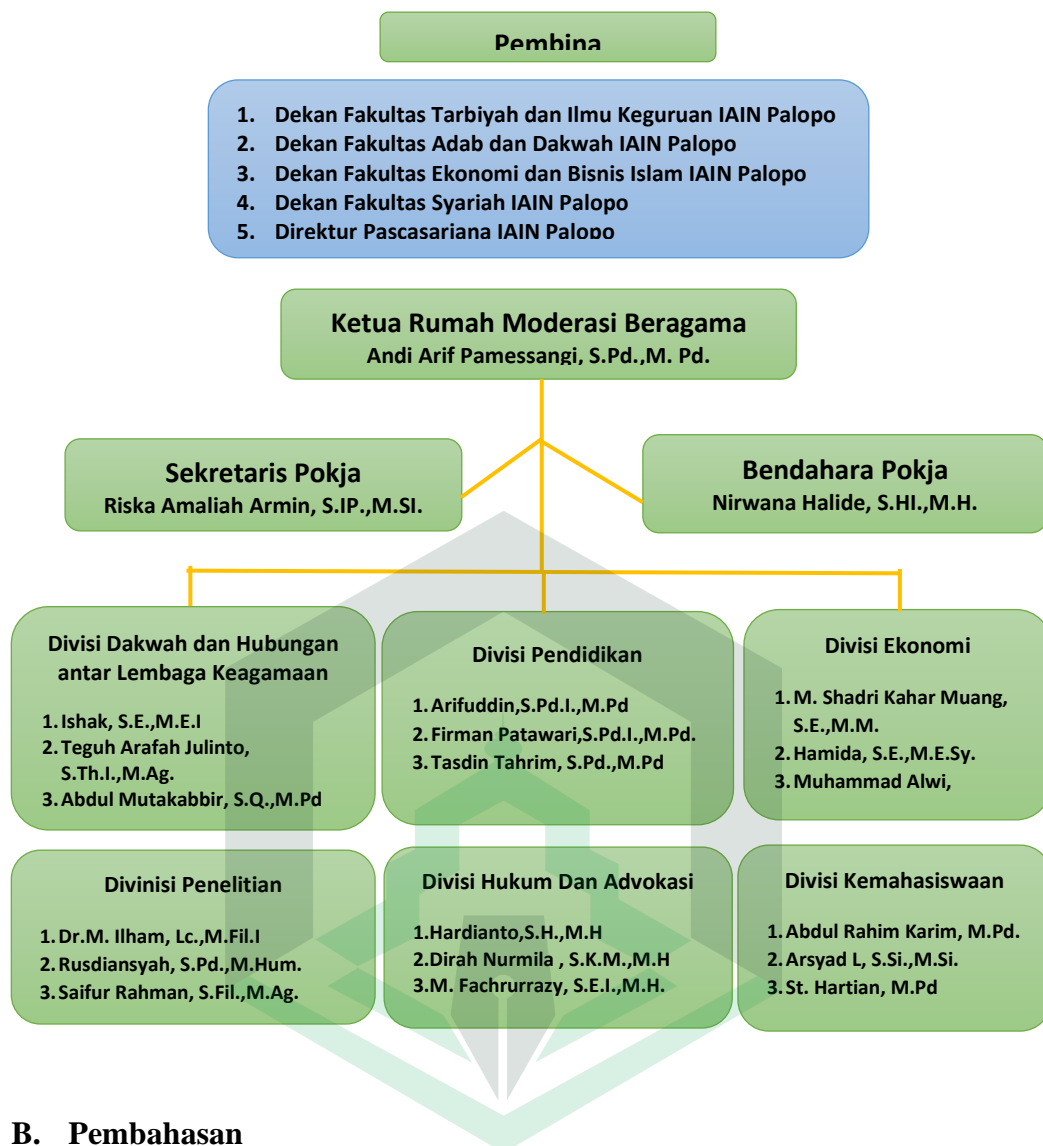 Pembina
1. Dekan Fakultas Tarbiyah dan Ilmu Keguruan IAIN Palopo
2. Dekan Fakultas Adab dan Dakwah IAIN Palopo
3. Dekan Fakultas Ekonomi dan Bisnis Islam IAIN Palopo
4. Dekan Fakultas Syariah IAIN Palopo
5. Direktur Pascasarjana IAIN Palopo
Ketua Rumah Moderasi Beragama
Andi Arif Pamessangi, S.Pd.,M. Pd.
Sekretaris Pokja
Riska Amaliah Armin, S.IP.,M.SI.
Bendahara Pokja
Nirwana Halide, S.HI.,M.H.
Divisi Dakwah dan Hubungan
antar Lembaga Keagamaan
1. Ishak, S.E.,M.E.I
2. Teguh Arafah Julinto,
S.Th.I.,M.Ag.
3. Abdul Mutakabbir, S.Q.,M.Pd
Divisi Pendidikan
1. Arifuddin,S.Pd.I.,M.Pd
2. Firman Patawari,S.Pd.I.,M.Pd.
3. Tasdin Tahrim, S.Pd.,M.Pd
Divisi Ekonomi
1. M. Shadri Kahar Muang,
S.E.,M.M.
2. Hamida, S.E.,M.E.Sy.
3. Muhammad Alwi,
Divinisi Penelitian
1. Dr.M. Ilham, Lc.,M.Fil.I
2. Rusdiansyah, S.Pd.,M.Hum.
3. Saifur Rahman, S.Fil.,M.Ag.
Divisi Hukum Dan Advokasi
1.Hardianto,S.H.,M.H
2.Dirah Nurmila , S.K.M.,M.H
3.M. Fachrurrazy, S.E.I.,M.H.
Divisi Kemahasiswaan
1. Abdul Rahim Karim, M.Pd.
2. Arsyad L, S.Si.,M.Si.
3. St. Hartian, M.Pd
B. Pembahasan